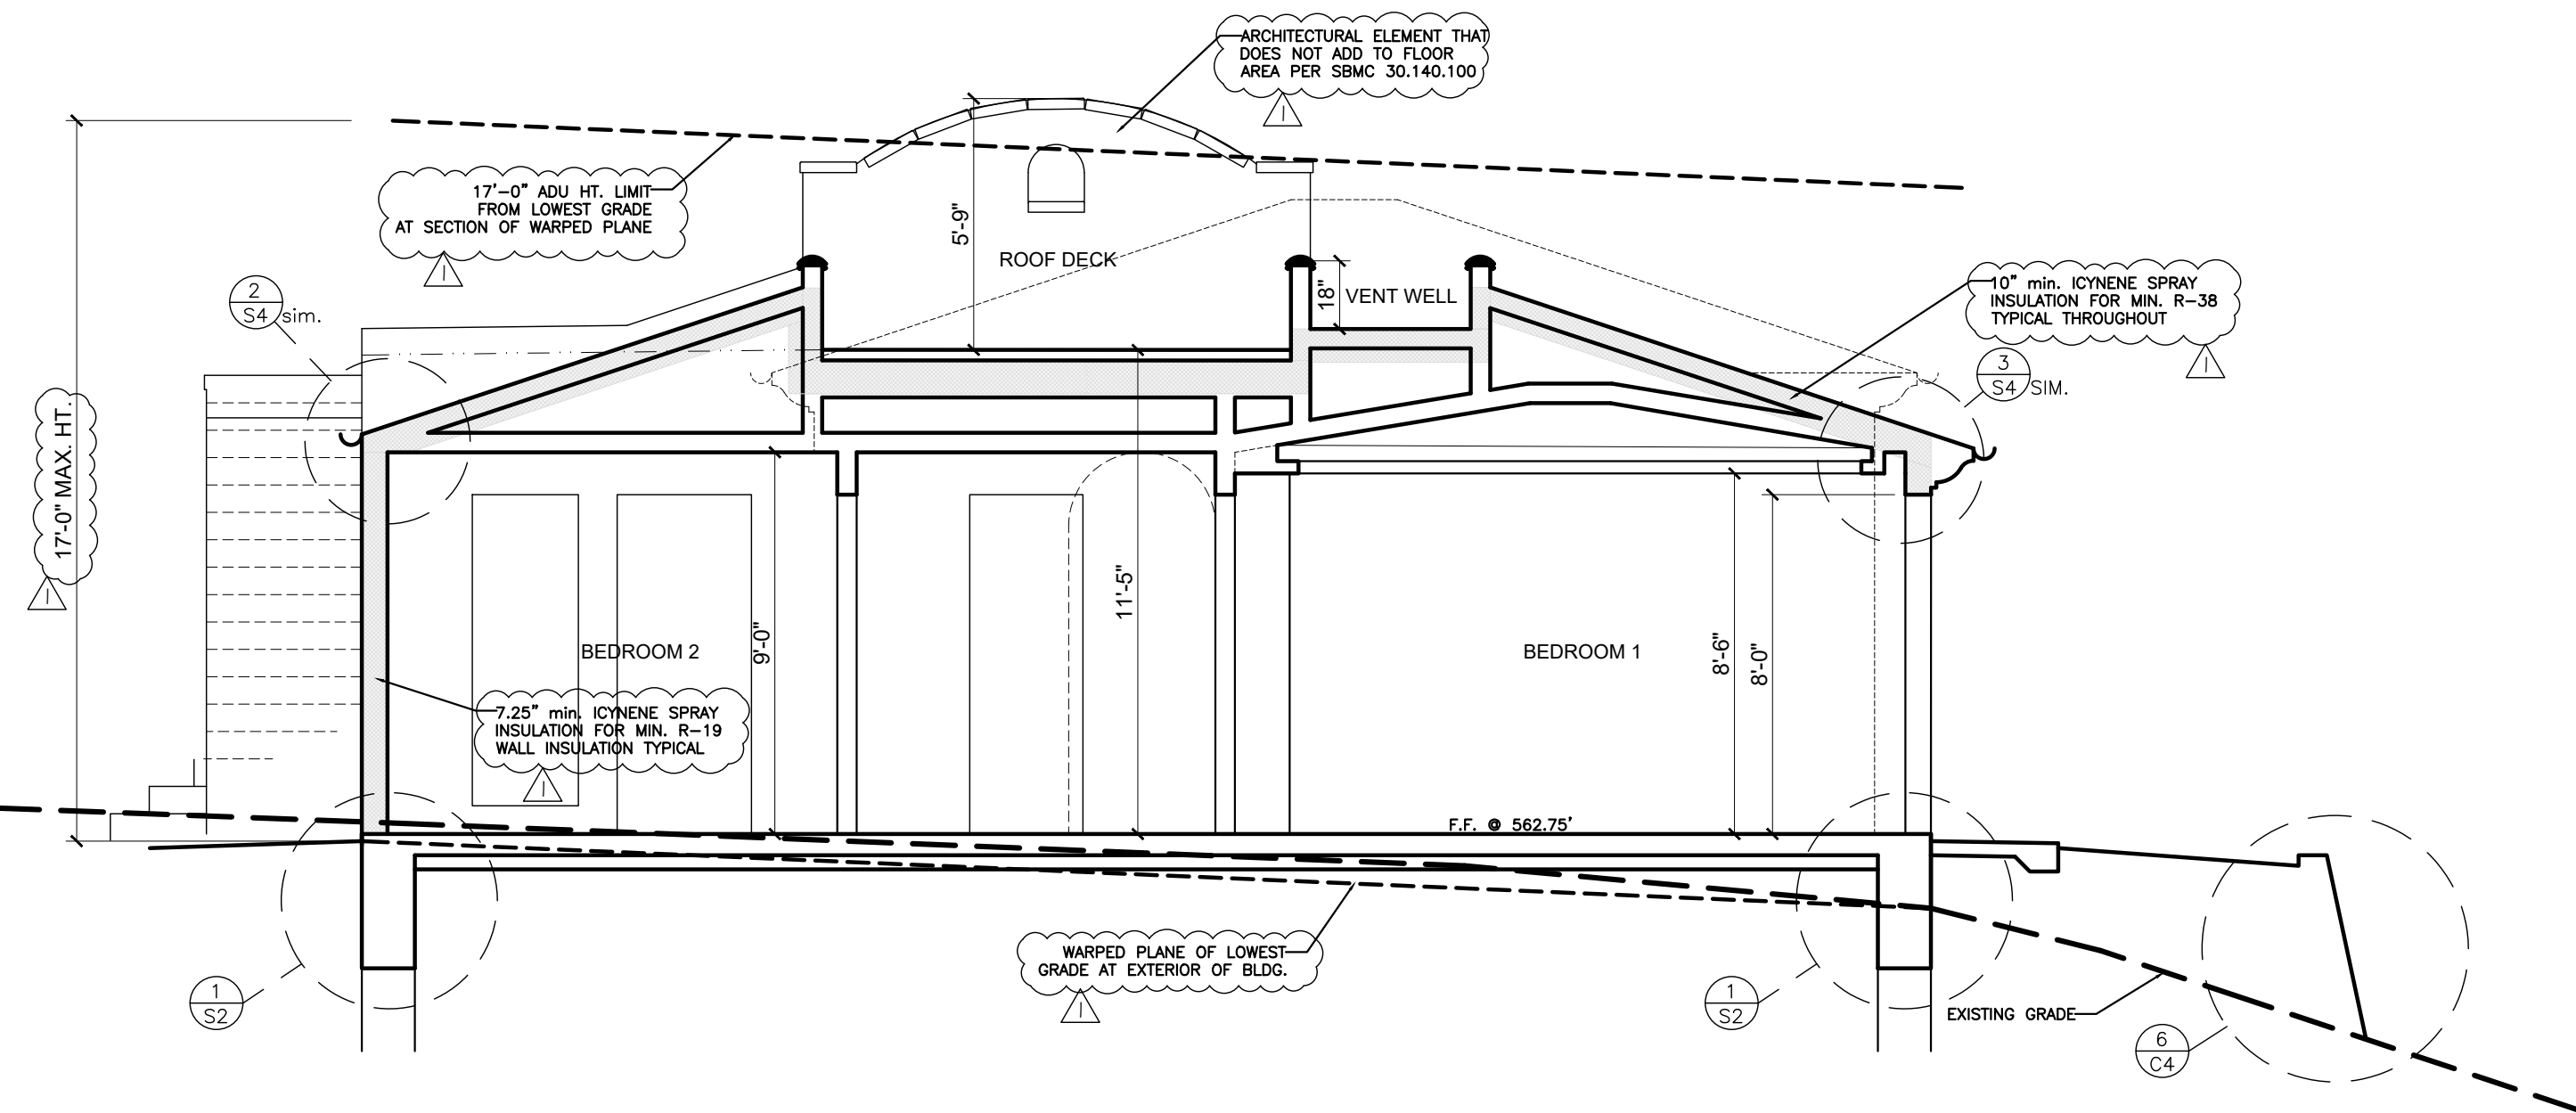 ARCHITECTURAL ELEMENT THAT
DOES NOT ADD TO FLOOR
AREA PER SBMC 30.140.100
1
17'-0" ADU HT. LIMIT
FROM LOWEST GRADE
AT SECTION OF WARPED PLANE
1
5'-9"
ROOF DECK
2
S4 sim.
18"
VENT WELL
10" min. ICYNENE SPRAY
INSULATION FOR MIN. R-38
TYPICAL THROUGHOUT
1
3
S4 SIM.
17'-0" MAX. HT.
1
BEDROOM 2
9'-0"
11'-5"
BEDROOM 1
8'-6"
8'-0"
7.25" min. ICYNENE SPRAY
INSULATION FOR MIN. R-19
WALL INSULATION TYPICAL
1
F.F. @ 562.75'
WARPED PLANE OF LOWEST
GRADE AT EXTERIOR OF BLDG.
1
1
S2
1
S2
EXISTING GRADE
6
C4